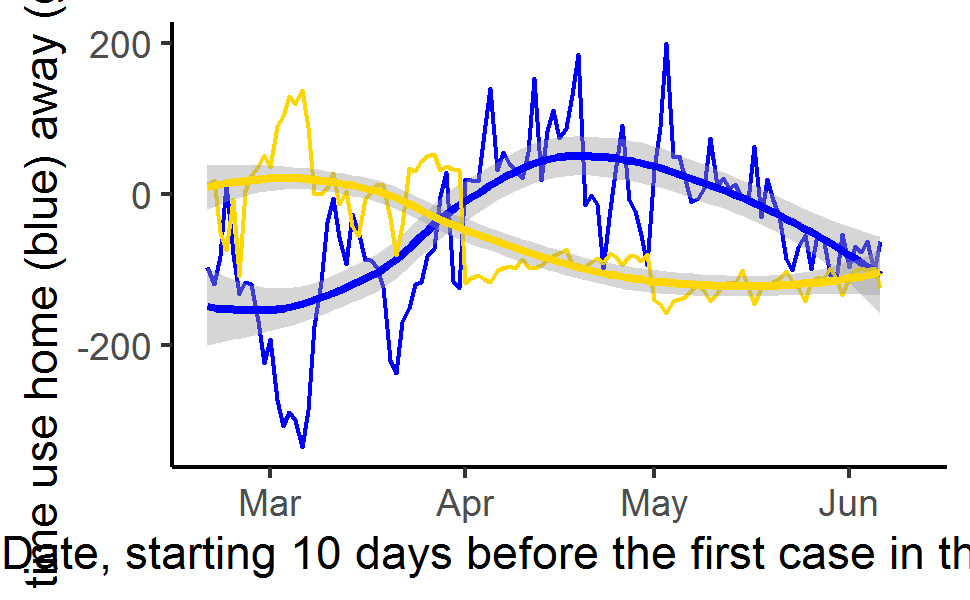 time use home (blue) away (g
200
0
-200
Mar Apr May Jun
Date, starting 10 days before the first case in th